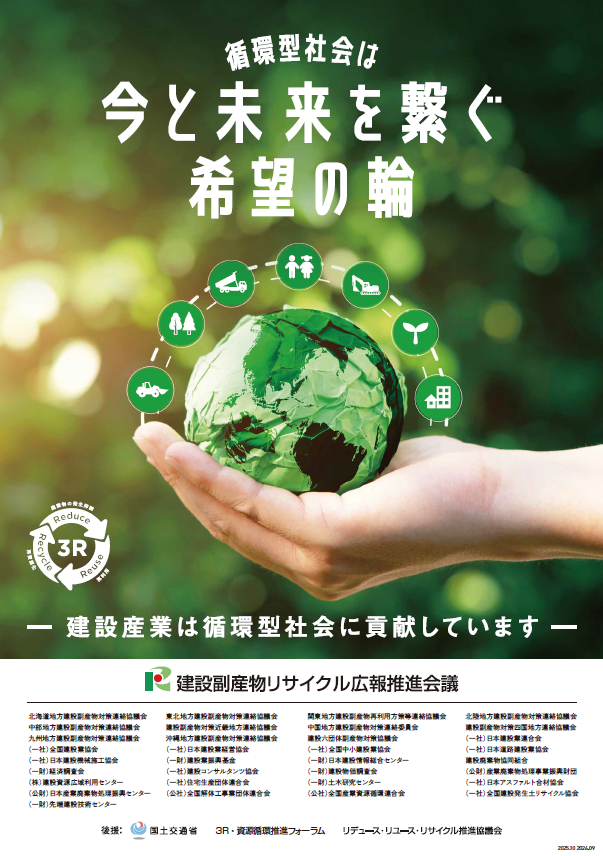 循環型社会は
今と未来を繋ぐ
希望の輪
Reduce
Reuse
Recycle
3R
建設産業は循環型社会に貢献しています
建設副産物リサイクル広報推進会議
北海道地方建設副産物対策連絡協議会 東北地方建設副産物対策連絡協議会 関東地方建設副産物再利用方策等連絡協議会 北陸地方建設副産物対策連絡協議会
中部地方建設副産物対策連絡協議会 建設副産物対策近畿地方連絡協議会 中国地方建設副産物対策連絡委員会 建設副産物対策四国地方連絡協議会
九州地方建設副産物対策連絡協議会 沖縄地方建設副産物対策連絡協議会 建設六団体副産物対策協議会 (一社)日本建設業連合会
(一社)全国建設業協会 (一社)日本建設業経営協会 (一社)全国中小建設業協会 (一社)日本道路建設業協会
(一社)日本建設機械施工協会 (一財)建設業振興基金 (一財)日本建設情報総合センター 建設廃棄物協同組合
(一財)経済調査会 (一社)建設コンサルタンツ協会 (一財)建設物価調査会 (公財)産業廃棄物処理事業振興財団
(株)建設資源広域利用センター (一社)住宅生産団体連合会 (一財)土木研究センター (一社)日本アスファルト合材協会
(公財)日本産業廃棄物処理振興センター (公社)全国解体工事業団体連合会 (公社)全国産業資源循環連合会 (一社)全国建設発生土リサイクル協会
(一財)先端建設技術センター
後援: 国土交通省 3R・資源循環推進フォーラム リデュース・リユース・リサイクル推進協議会
2025.10 2026.09